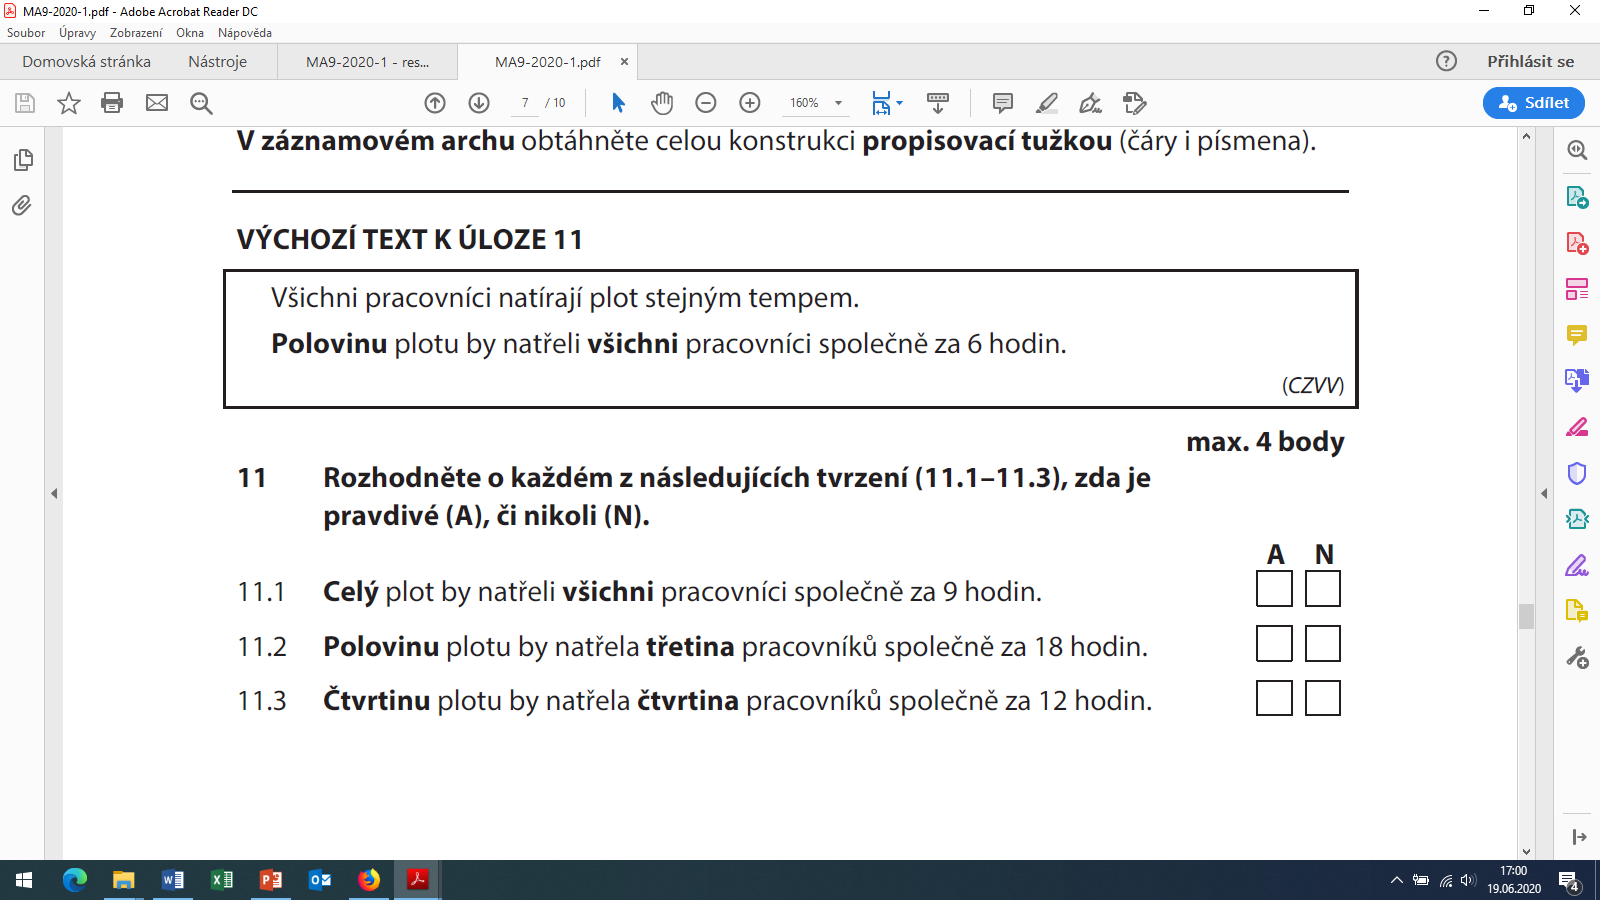 MA9-2020-1.pdf - Adobe Acrobat Reader DC
Soubor Úpravy Zobrazení Okna Nápověda
Domovská stránka Nástroje MA9-2020-1 - res... MA9-2020-1.pdf × Přihlásit se
7 / 10 160% Sdílet
V záznamovém archu obtáhněte celou konstrukci propisovací tužkou (čáry i písmena).
VÝCHOZÍ TEXT K ÚLOZE 11
Všichni pracovníci natírají plot stejným tempem.
Polovinu plotu by natřeli všichni pracovníci společně za 6 hodin.
(CZVV)
max. 4 body
11 Rozhodněte o každém z následujících tvrzení (11.1–11.3), zda je
pravdivé (A), či nikoli (N).
A N
11.1 Celý plot by natřeli všichni pracovníci společně za 9 hodin.
11.2 Polovinu plotu by natřela třetina pracovníků společně za 18 hodin.
11.3 Čtvrtinu plotu by natřela čtvrtina pracovníků společně za 12 hodin.
17:00
19.06.2020
4